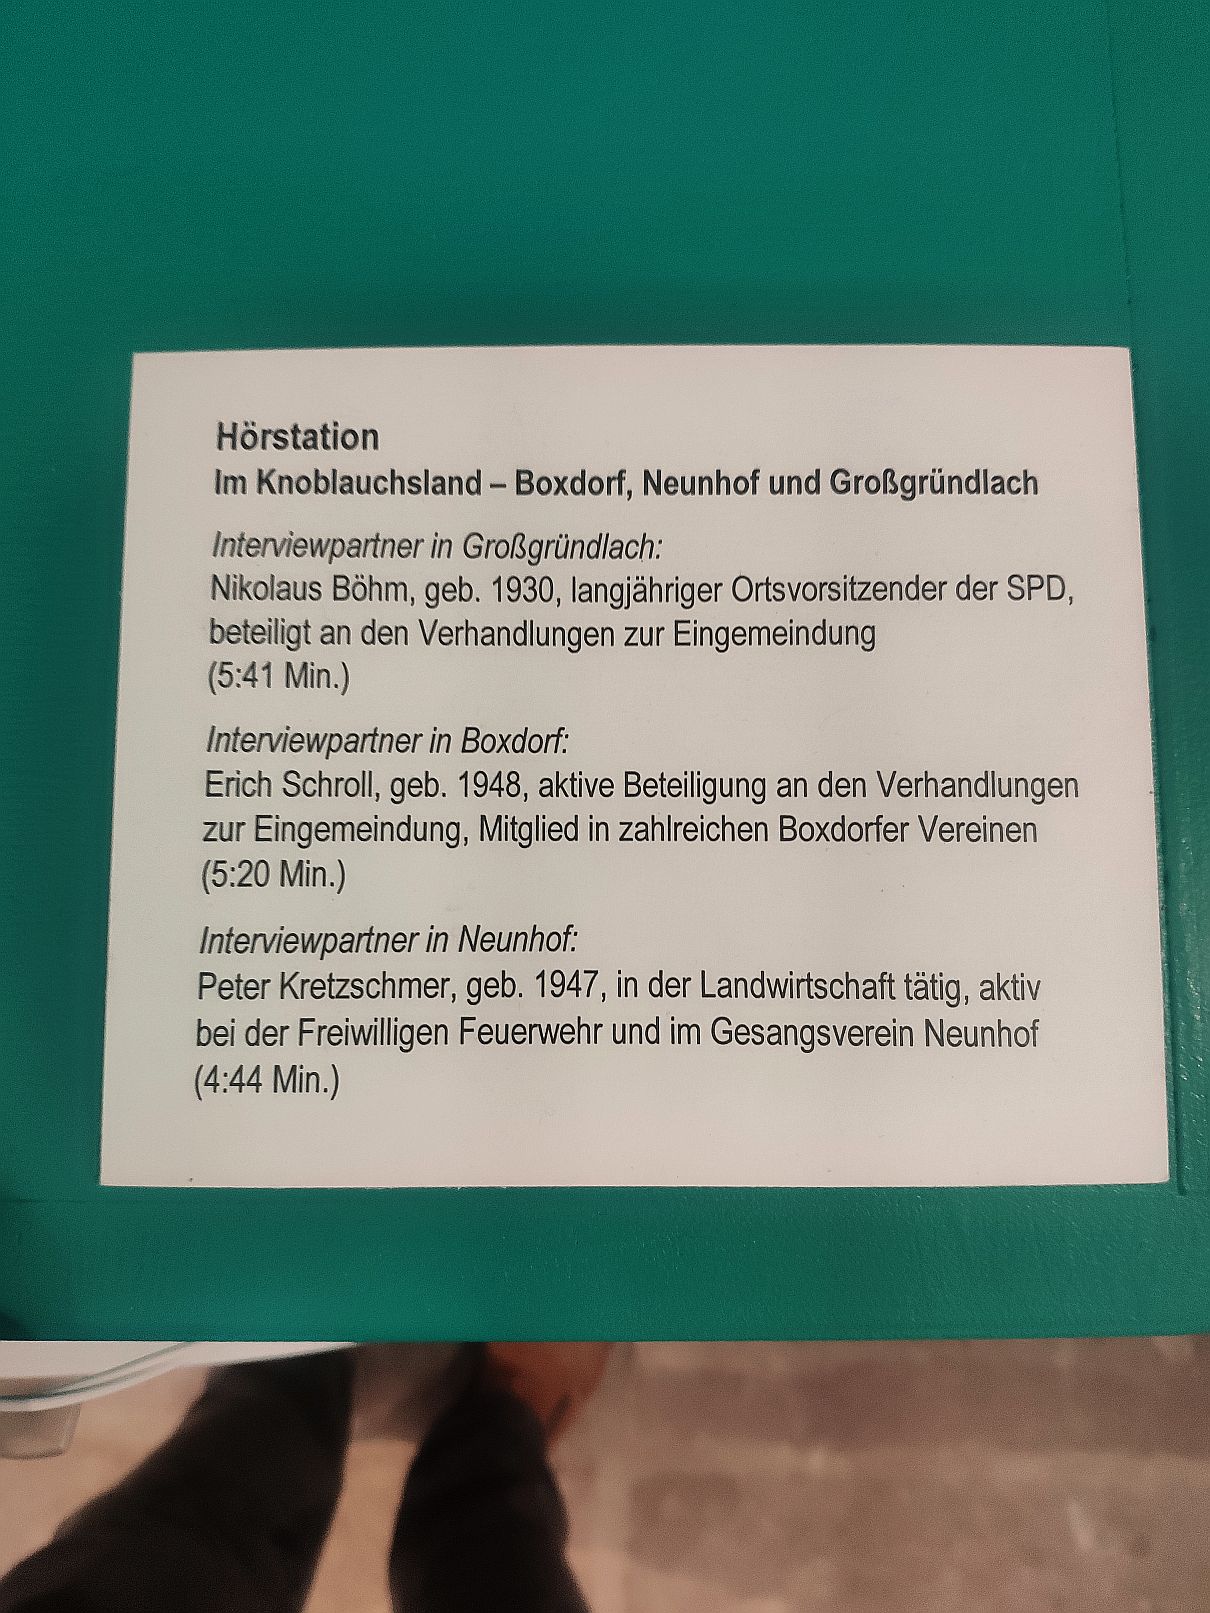 Hörstation
Im Knoblauchsland – Boxdorf, Neunhof und Großgründlach
Interviewpartner in Großgründlach:
Nikolaus Böhm, geb. 1930, langjähriger Ortsvorsitzender der SPD,
beteiligt an den Verhandlungen zur Eingemeindung
(5:41 Min.)
Interviewpartner in Boxdorf:
Erich Schroll, geb. 1948, aktive Beteiligung an den Verhandlungen
zur Eingemeindung, Mitglied in zahlreichen Boxdorfer Vereinen
(5:20 Min.)
Interviewpartner in Neunhof:
Peter Kretzschmer, geb. 1947, in der Landwirtschaft tätig, aktiv
bei der Freiwilligen Feuerwehr und im Gesangsverein Neunhof
(4:44 Min.)